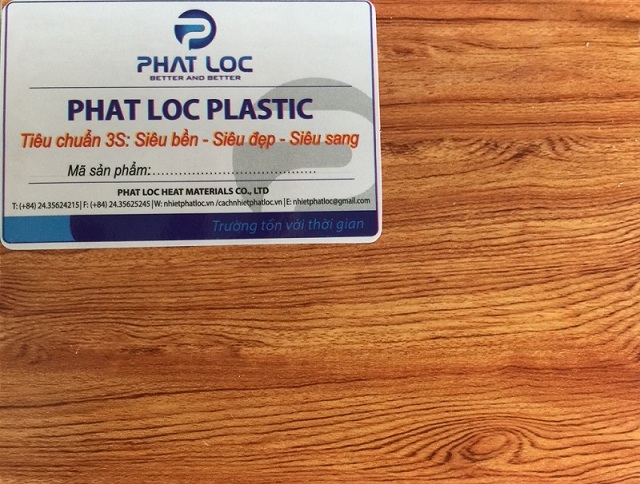 PHAT LOC
BETTER AND BETTER
PHAT LOC PLASTIC
Tiêu chuẩn 3S: Siêu bền - Siêu đẹp - Siêu sang
Mã sản phẩm:......................................
PHAT LOC HEAT MATERIALS CO., LTD
T: (+84) 24.35624215 | F: (+84) 24.35625245 | W: nhietphatloc.vn /cachnhietphatloc.vn | E: nhietphatloc@gmail.com
Trường tồn với thời gian